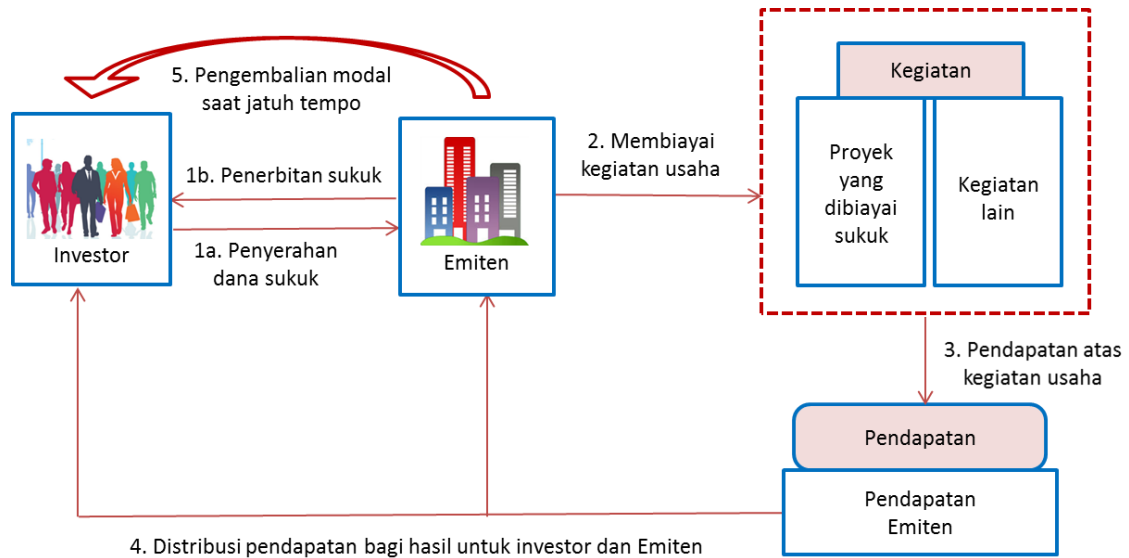 5. Pengembalian modal
saat jatuh tempo
Investor
1b. Penerbitan sukuk
1a. Penyerahan
dana sukuk
Emiten
2. Membiayai
kegiatan usaha
Kegiatan
Proyek
yang
dibiayai
sukuk
Kegiatan
lain
3. Pendapatan atas
kegiatan usaha
Pendapatan
Pendapatan
Emiten
4. Distribusi pendapatan bagi hasil untuk investor dan Emiten